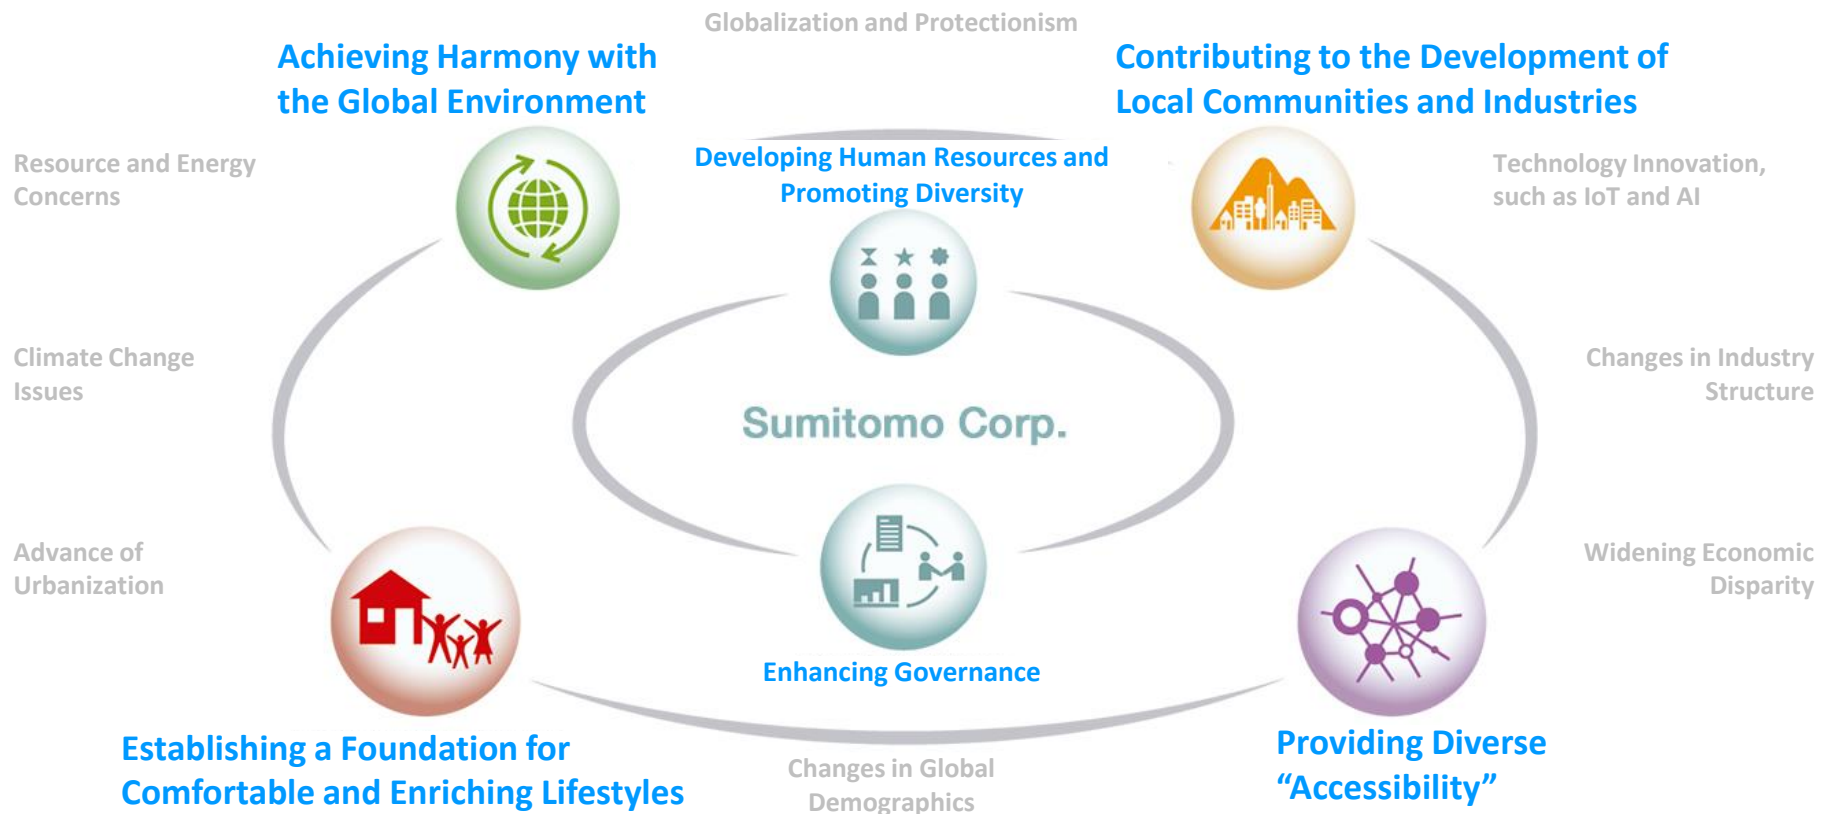 Globalization and Protectionism
Achieving Harmony with
the Global Environment
Contributing to the Development of
Local Communities and Industries
Resource and Energy
Concerns
Developing Human Resources and
Promoting Diversity
Technology Innovation,
such as IoT and AI
Climate Change
Issues
Changes in Industry
Structure
Sumitomo Corp.
Advance of
Urbanization
Widening Economic
Disparity
Enhancing Governance
Establishing a Foundation for
Comfortable and Enriching Lifestyles
Changes in Global
Demographics
Providing Diverse
“Accessibility”